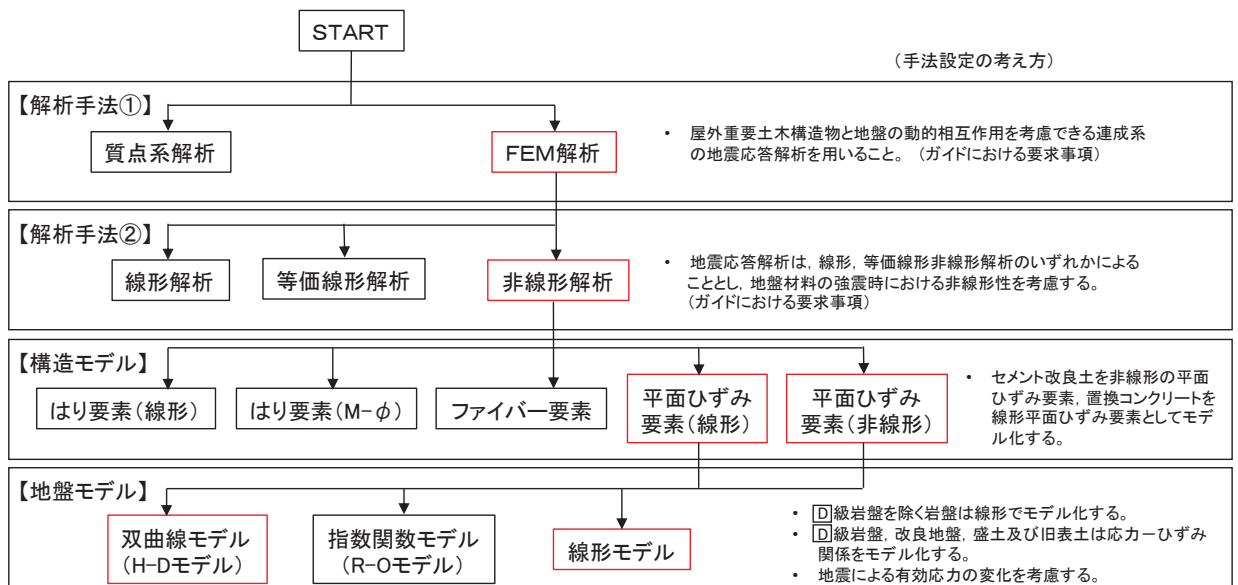 START
（手法設定の考え方）
【解析手法①】
質点系解析
FEM解析
・ 屋外重要土木構造物と地盤の動的相互作用を考慮できる連成系
の地震応答解析を用いること。（ガイドにおける要求事項）
【解析手法②】
線形解析
等価線形解析
非線形解析
・ 地震応答解析は，線形，等価線形非線形解析のいずれかによる
こととし，地盤材料の強震時における非線形性を考慮する。
（ガイドにおける要求事項）
【構造モデル】
はり要素（線形）
はり要素（M-φ）
ファイバー要素
平面ひずみ
要素（線形）
平面ひずみ
要素（非線形）
・ セメント改良土を非線形の平面
ひずみ要素，置換コンクリートを
線形平面ひずみ要素としてモデ
ル化する。
【地盤モデル】
双曲線モデル
（H-Dモデル）
指数関数モデル
（R-Oモデル）
線形モデル
・ D級岩盤を除く岩盤は線形でモデル化する。
・ D級岩盤，改良地盤，盛土及び旧表土は応力－ひずみ
関係をモデル化する。
・ 地震による有効応力の変化を考慮する。